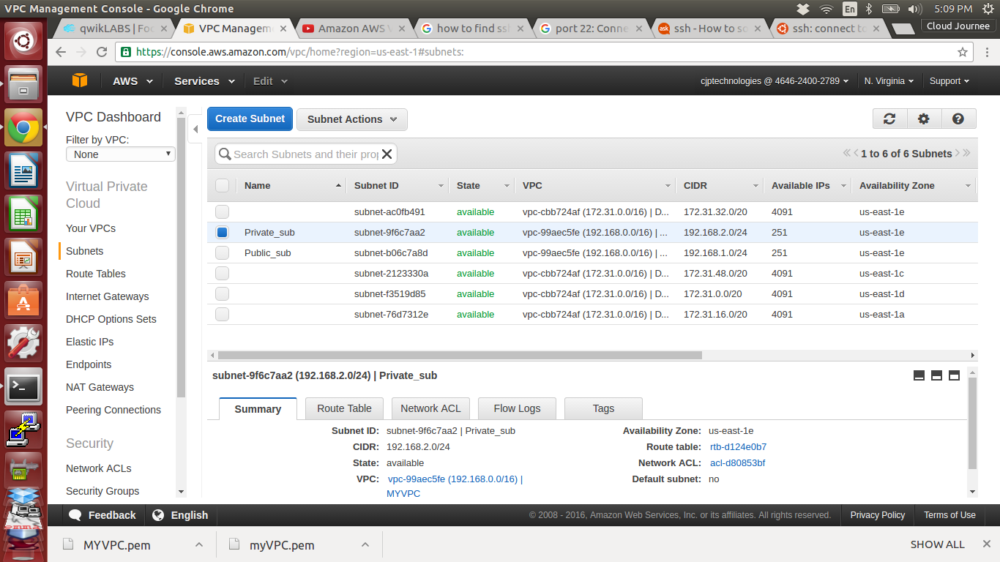 VPC Management Console - Google Chrome
En
5:09 PM
qwikLABS | Foc
VPC Managem
Amazon AWS V
how to find ssh
port 22: Conne
ssh - How to so
ssh: connect to
Cloud Journee
https://console.aws.amazon.com/vpc/home?region=us-east-1#subnets:
AWS
Services
Edit
cjptechnologies @ 4646-2400-2789
N. Virginia
Support
VPC Dashboard
Filter by VPC:
None
Virtual Private
Cloud
Your VPCs
Subnets
Route Tables
Internet Gateways
DHCP Options Sets
Elastic IPs
Endpoints
NAT Gateways
Peering Connections
Security
Network ACLs
Security Groups
Create Subnet
Subnet Actions
Search Subnets and their prop
1 to 6 of 6 Subnets
Name Subnet ID State VPC CIDR Available IPs Availability Zone
subnet-ac0fb491 available vpc-cbb724af (172.31.0.0/16) | D... 172.31.32.0/20 4091 us-east-1e
Private_sub subnet-9f6c7aa2 available vpc-99aec5fe (192.168.0.0/16) | ... 192.168.2.0/24 251 us-east-1e
Public_sub subnet-b06c7a8d available vpc-99aec5fe (192.168.0.0/16) | ... 192.168.1.0/24 251 us-east-1e
subnet-2123330a available vpc-cbb724af (172.31.0.0/16) | D... 172.31.48.0/20 4091 us-east-1c
subnet-f3519d85 available vpc-cbb724af (172.31.0.0/16) | D... 172.31.0.0/20 4091 us-east-1d
subnet-76d7312e available vpc-cbb724af (172.31.0.0/16) | D... 172.31.16.0/20 4091 us-east-1a
subnet-9f6c7aa2 (192.168.2.0/24) | Private_sub
Summary
Route Table
Network ACL
Flow Logs
Tags
Subnet ID: subnet-9f6c7aa2 | Private_sub
CIDR: 192.168.2.0/24
State: available
VPC: vpc-99aec5fe (192.168.0.0/16) |
MYVPC
Availability Zone: us-east-1e
Route table: rtb-d124e0b7
Network ACL: acl-d80853bf
Default subnet: no
Feedback
English
© 2008 - 2016, Amazon Web Services, Inc. or its affiliates. All rights reserved.
Privacy Policy
Terms of Use
MYVPC.pem
myVPC.pem
SHOW ALL